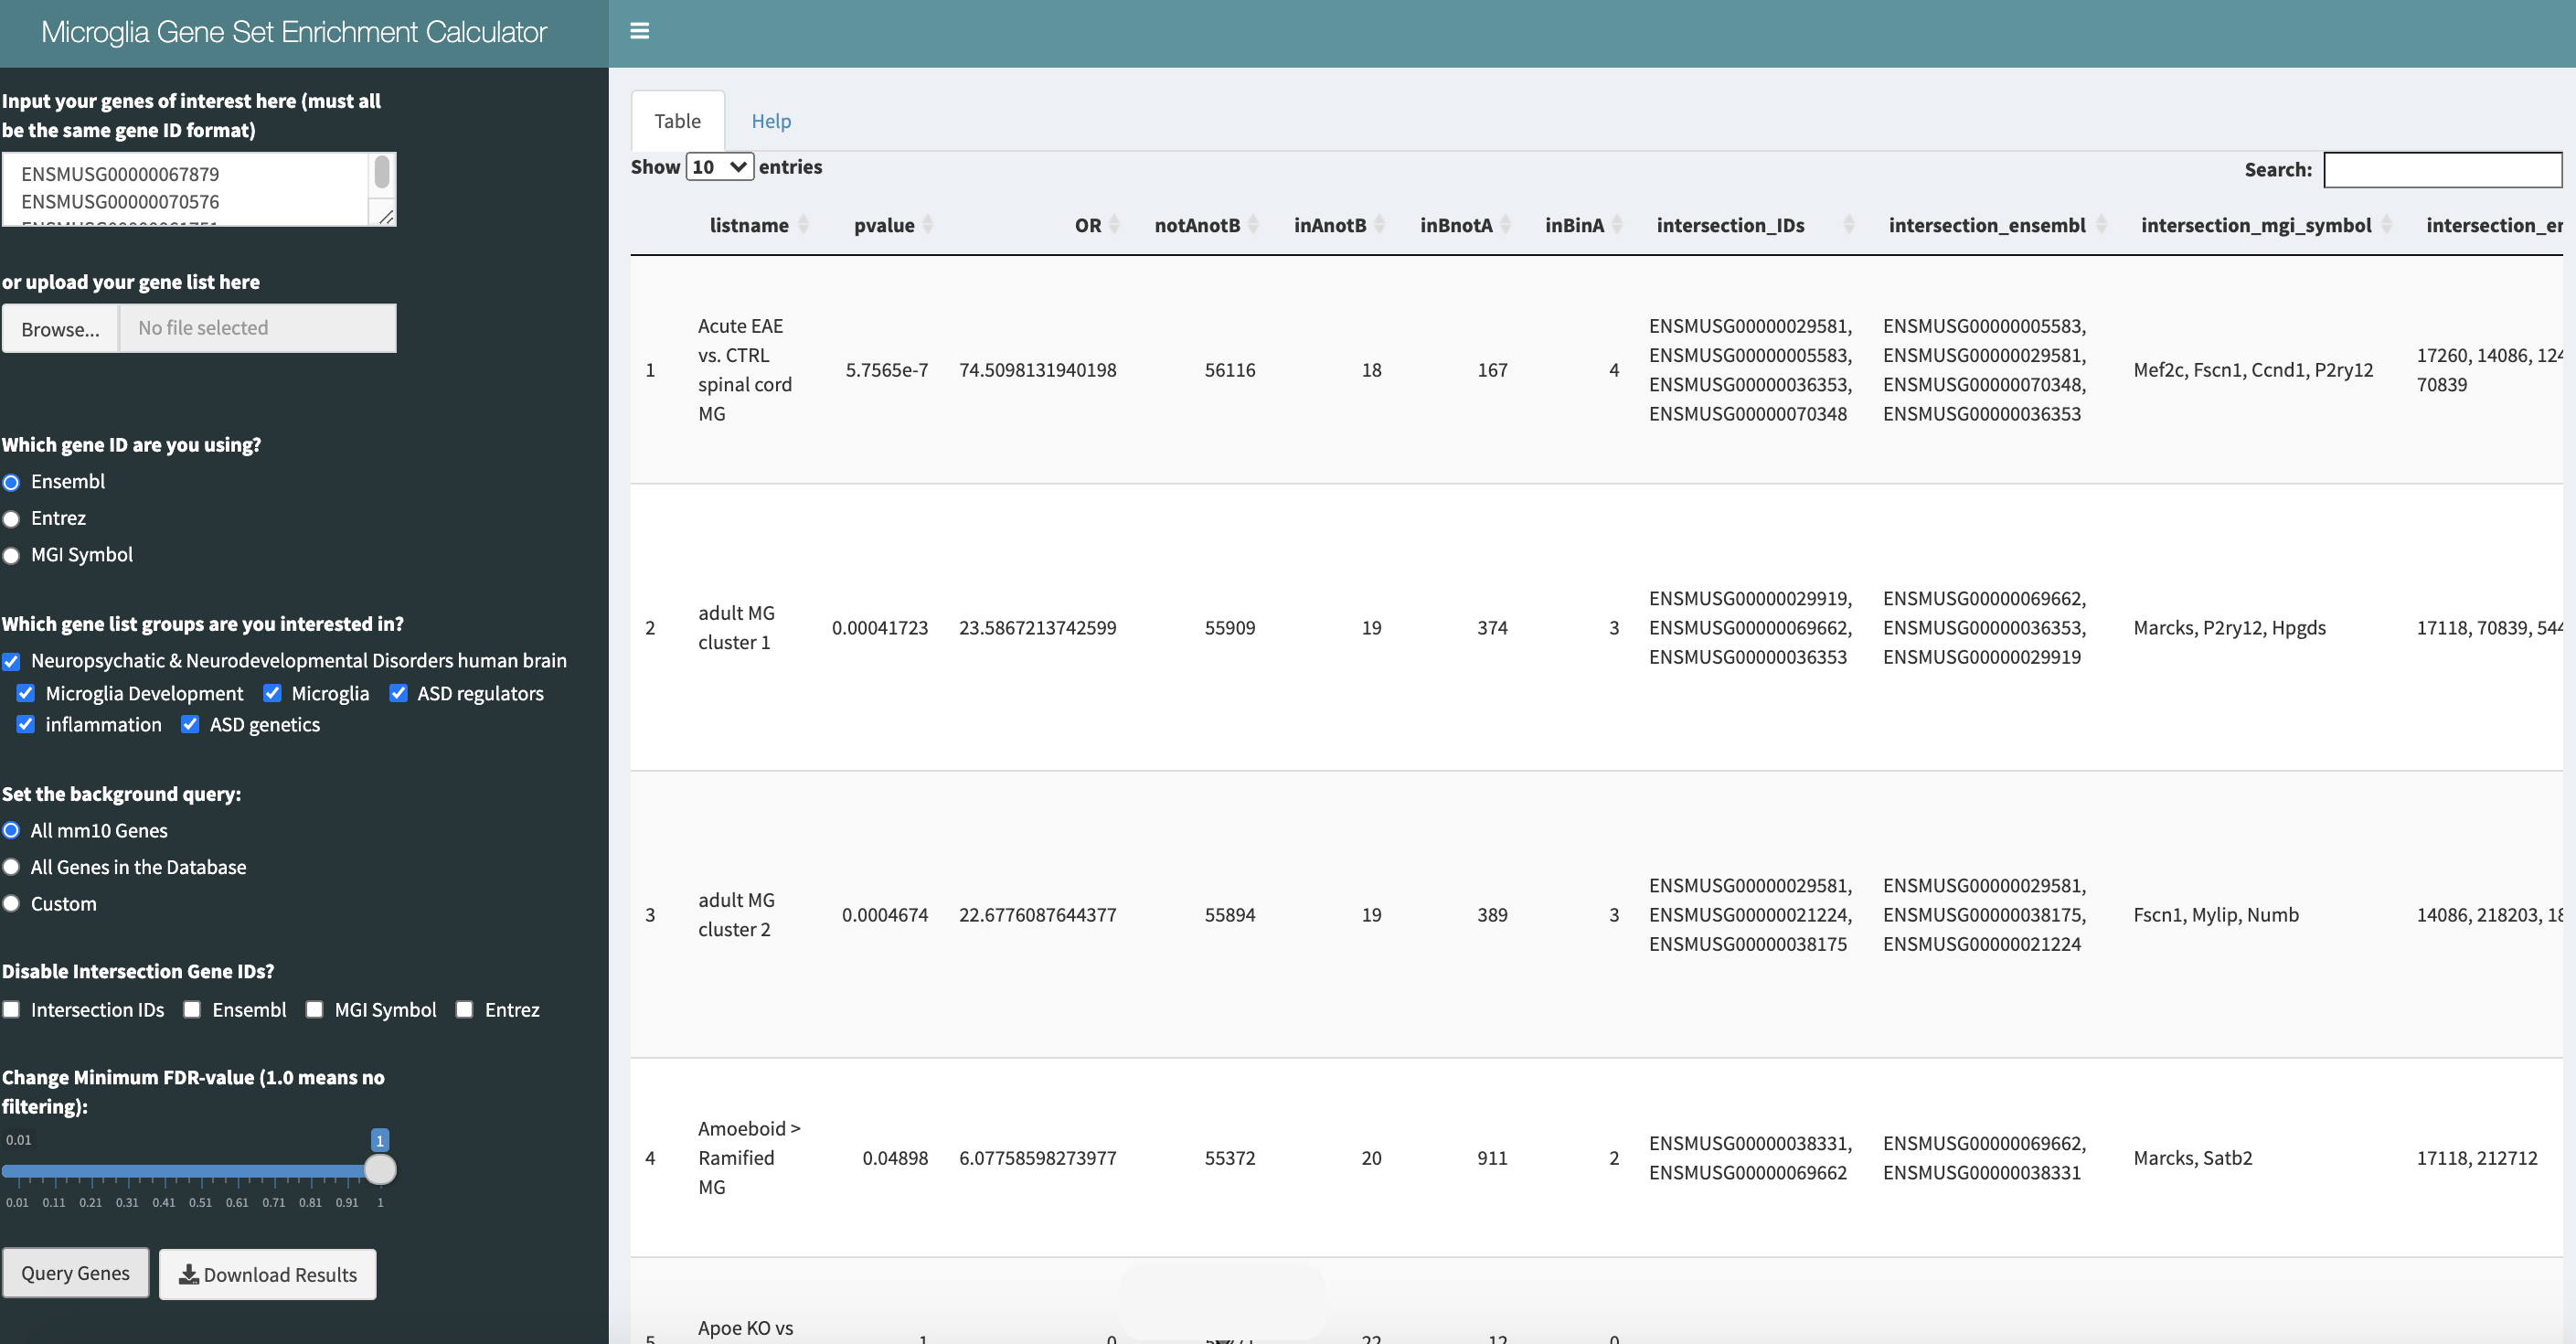 Microglia Gene Set Enrichment Calculator
Input your genes of interest here (must all
be the same gene ID format)
ENSMUSG00000067879
ENSMUSG00000070576
or upload your gene list here
Browse... No file selected
Which gene ID are you using?
Ensembl
Entrez
MGI Symbol
Which gene list groups are you interested in?
Neuropsychatic & Neurodevelopmental Disorders human brain
Microglia Development Microglia ASD regulators
inflammation ASD genetics
Set the background query:
All mm10 Genes
All Genes in the Database
Custom
Disable Intersection Gene IDs?
Intersection IDs Ensembl MGI Symbol Entrez
Change Minimum FDR-value (1.0 means no
filtering):
0.01 1
0.01 0.11 0.21 0.31 0.41 0.51 0.61 0.71 0.81 0.91 1
Query Genes Download Results
Table Help
Show 10 entries Search:
listname pvalue OR notAnotB inAnotB inBnotA inBinA intersection_IDs intersection_ensembl intersection_mgi_symbol intersection_er
Acute EAE ENSMUSG00000029581, ENSMUSG00000005583,
vs. CTRL ENSMUSG00000005583, ENSMUSG00000029581, 17260, 14086, 124
1 5.7565e-7 74.5098131940198 56116 18 167 4 Mef2c, Fscn1, Ccnd1, P2ry12
spinal cord ENSMUSG00000036353, ENSMUSG00000070348, 70839
MG ENSMUSG00000070348 ENSMUSG00000036353
ENSMUSG00000029919, ENSMUSG00000069662,
adult MG
2 0.00041723 23.5867213742599 55909 19 374 3 ENSMUSG00000069662, ENSMUSG00000036353, Marcks, P2ry12, Hpgds 17118, 70839, 544
cluster 1
ENSMUSG00000036353 ENSMUSG00000029919
ENSMUSG00000029581, ENSMUSG00000029581,
adult MG
3 0.0004674 22.6776087644377 55894 19 389 3 ENSMUSG00000021224, ENSMUSG00000038175, Fscn1, Mylip, Numb 14086, 218203, 18
cluster 2
ENSMUSG00000038175 ENSMUSG00000021224
Amoeboid > ENSMUSG00000038331, ENSMUSG00000069662,
4 Ramified 0.04898 6.07758598273977 55372 20 911 2 Marcks, Satb2 17118, 212712
MG ENSMUSG00000069662 ENSMUSG00000038331
Apoe KO vs
5 1 0 22 12 0